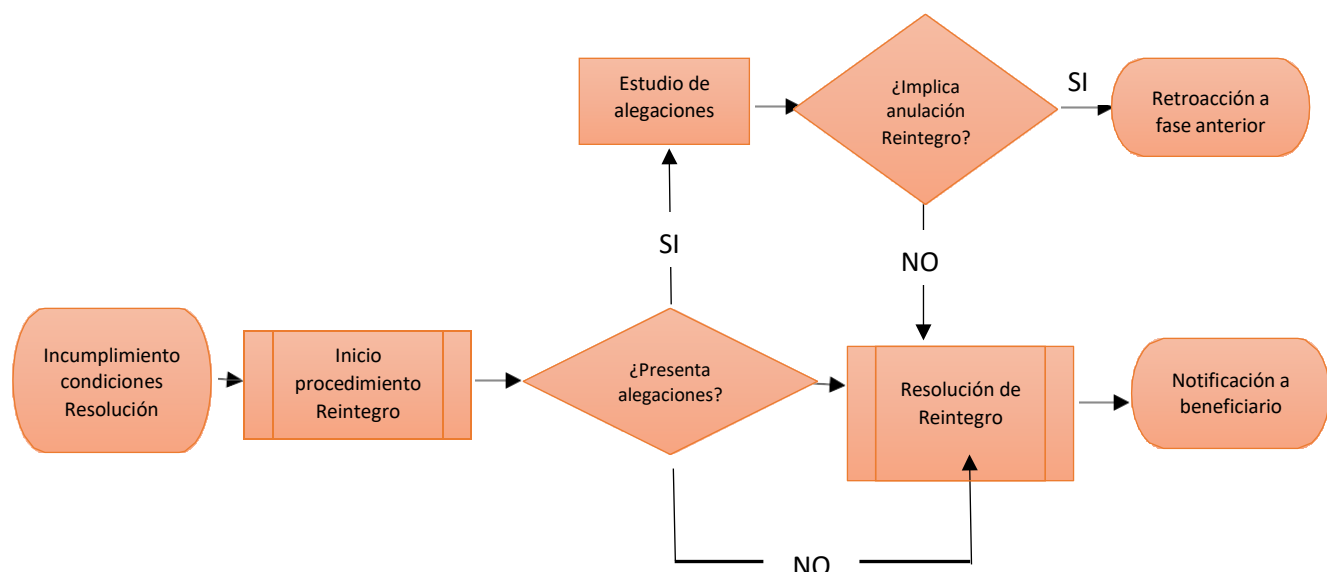 Estudio de
alegaciones
¿Implica
anulación
Reintegro?
SI
Retroacción a
fase anterior
SI
NO
Incumplimiento
condiciones
Resolución
Inicio
procedimiento
Reintegro
¿Presenta
alegaciones?
Resolución de
Reintegro
Notificación a
beneficiario
NO